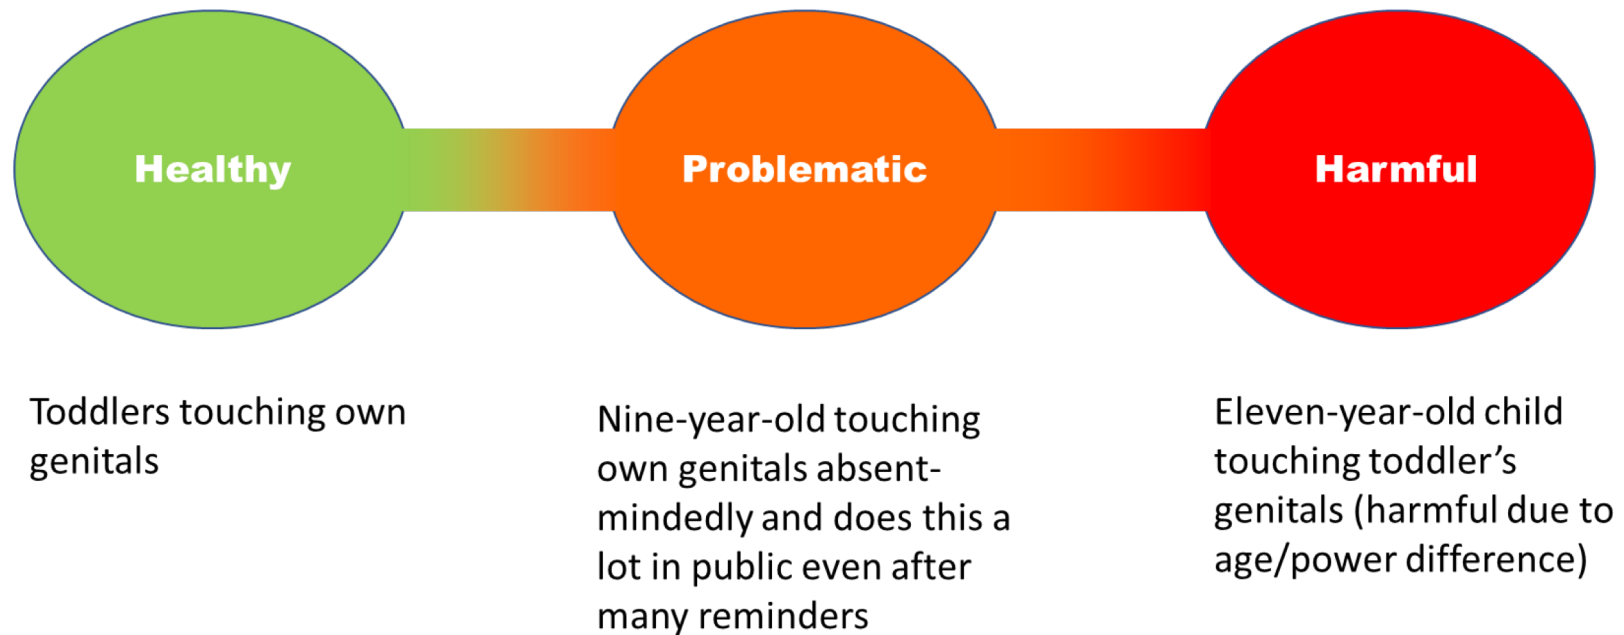 Healthy
Problematic
Harmful
Toddlers touching own
genitals
Nine-year-old touching
own genitals absent-
mindedly and does this a
lot in public even after
many reminders
Eleven-year-old child
touching toddler’s
genitals (harmful due to
age/power difference)